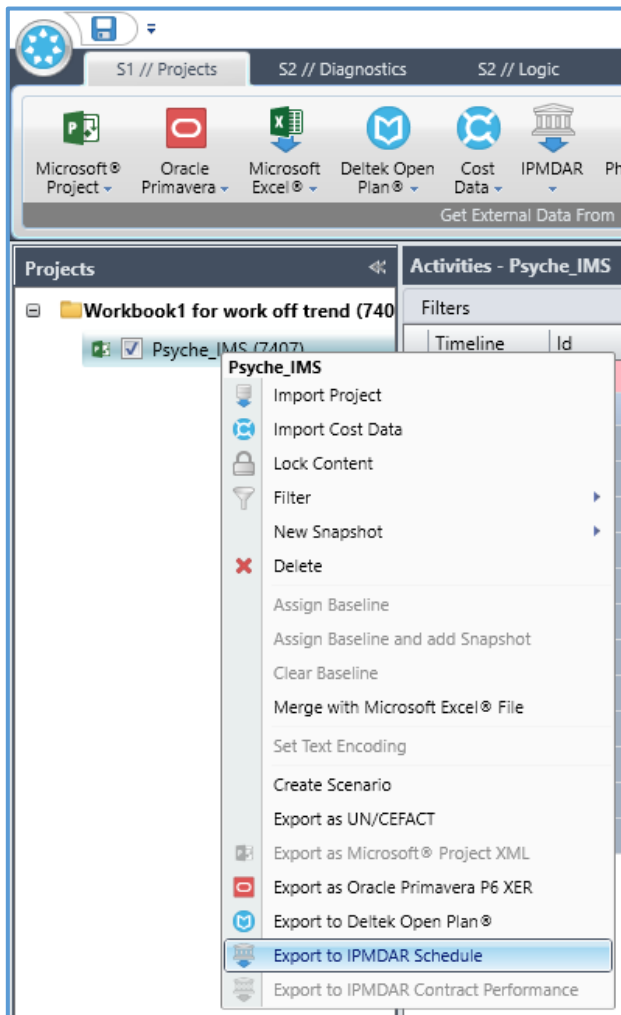 S1 // Projects
S2 // Diagnostics
S2 // Logic
Microsoft®
Project
Oracle
Primavera
Microsoft
Excel®
Deltek Open
Plan®
Cost
Data
IPMDAR
Ph
Get External Data From
Projects
Activities - Psyche_IMS
Workbook1 for work off trend (740
Filters
Psyche_IMS (7407)
Timeline
Id
Psyche_IMS
Import Project
Import Cost Data
Lock Content
Filter
New Snapshot
Delete
Assign Baseline
Assign Baseline and add Snapshot
Clear Baseline
Merge with Microsoft Excel® File
Set Text Encoding
Create Scenario
Export as UN/CEFACT
Export as Microsoft® Project XML
Export as Oracle Primavera P6 XER
Export to Deltek Open Plan®
Export to IPMDAR Schedule
Export to IPMDAR Contract Performance